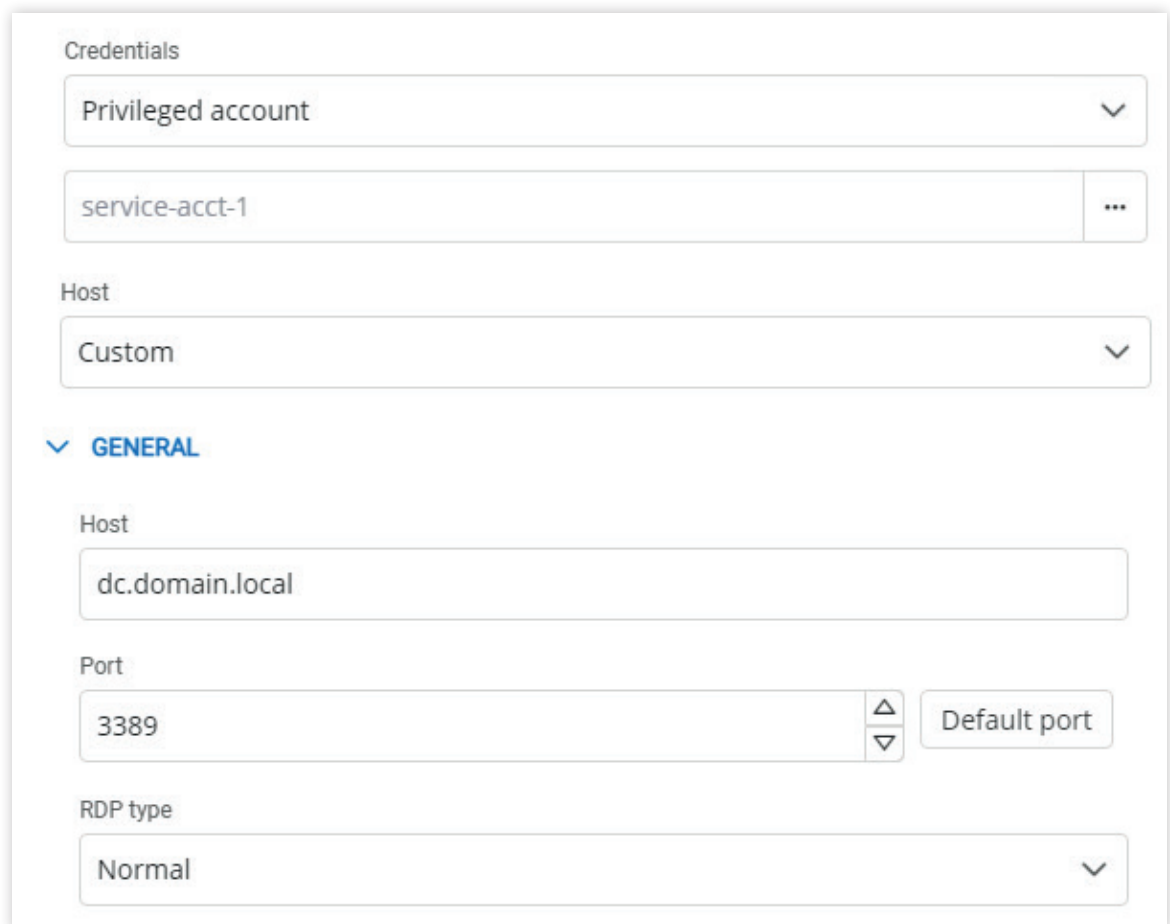 Credentials
Privileged account
service-acct-1
...
Host
Custom
GENERAL
Host
dc.domain.local
Port
3389
Default port
RDP type
Normal